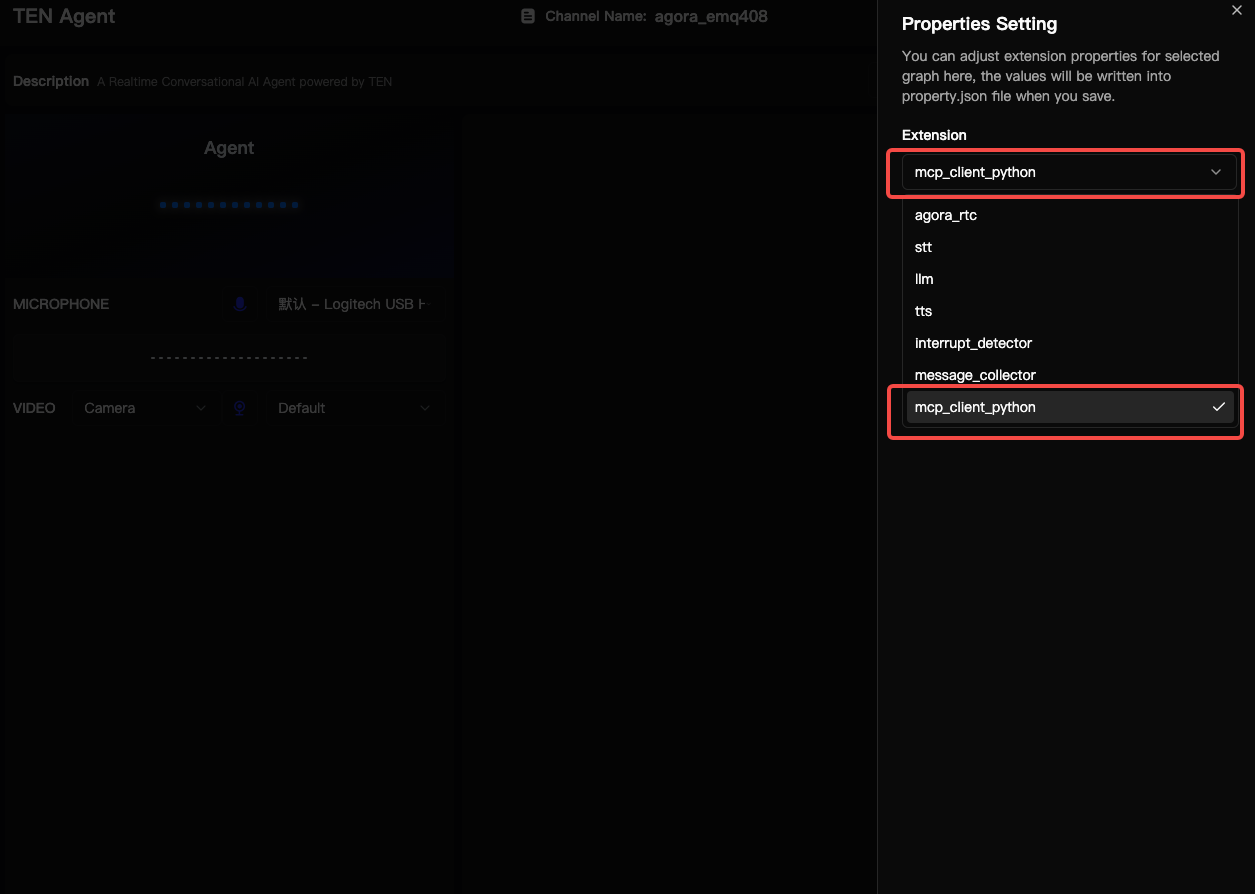 TEN Agent
Channel Name: agora_emq408
Description A Realtime Conversational AI Agent powered by TEN
Agent
MICROPHONE
默认 - Logitech USB H
VIDEO Camera Default
Properties Setting
You can adjust extension properties for selected
graph here, the values will be written into
property.json file when you save.
Extension
mcp_client_python
agora_rtc
stt
llm
tts
interrupt_detector
message_collector
mcp_client_python